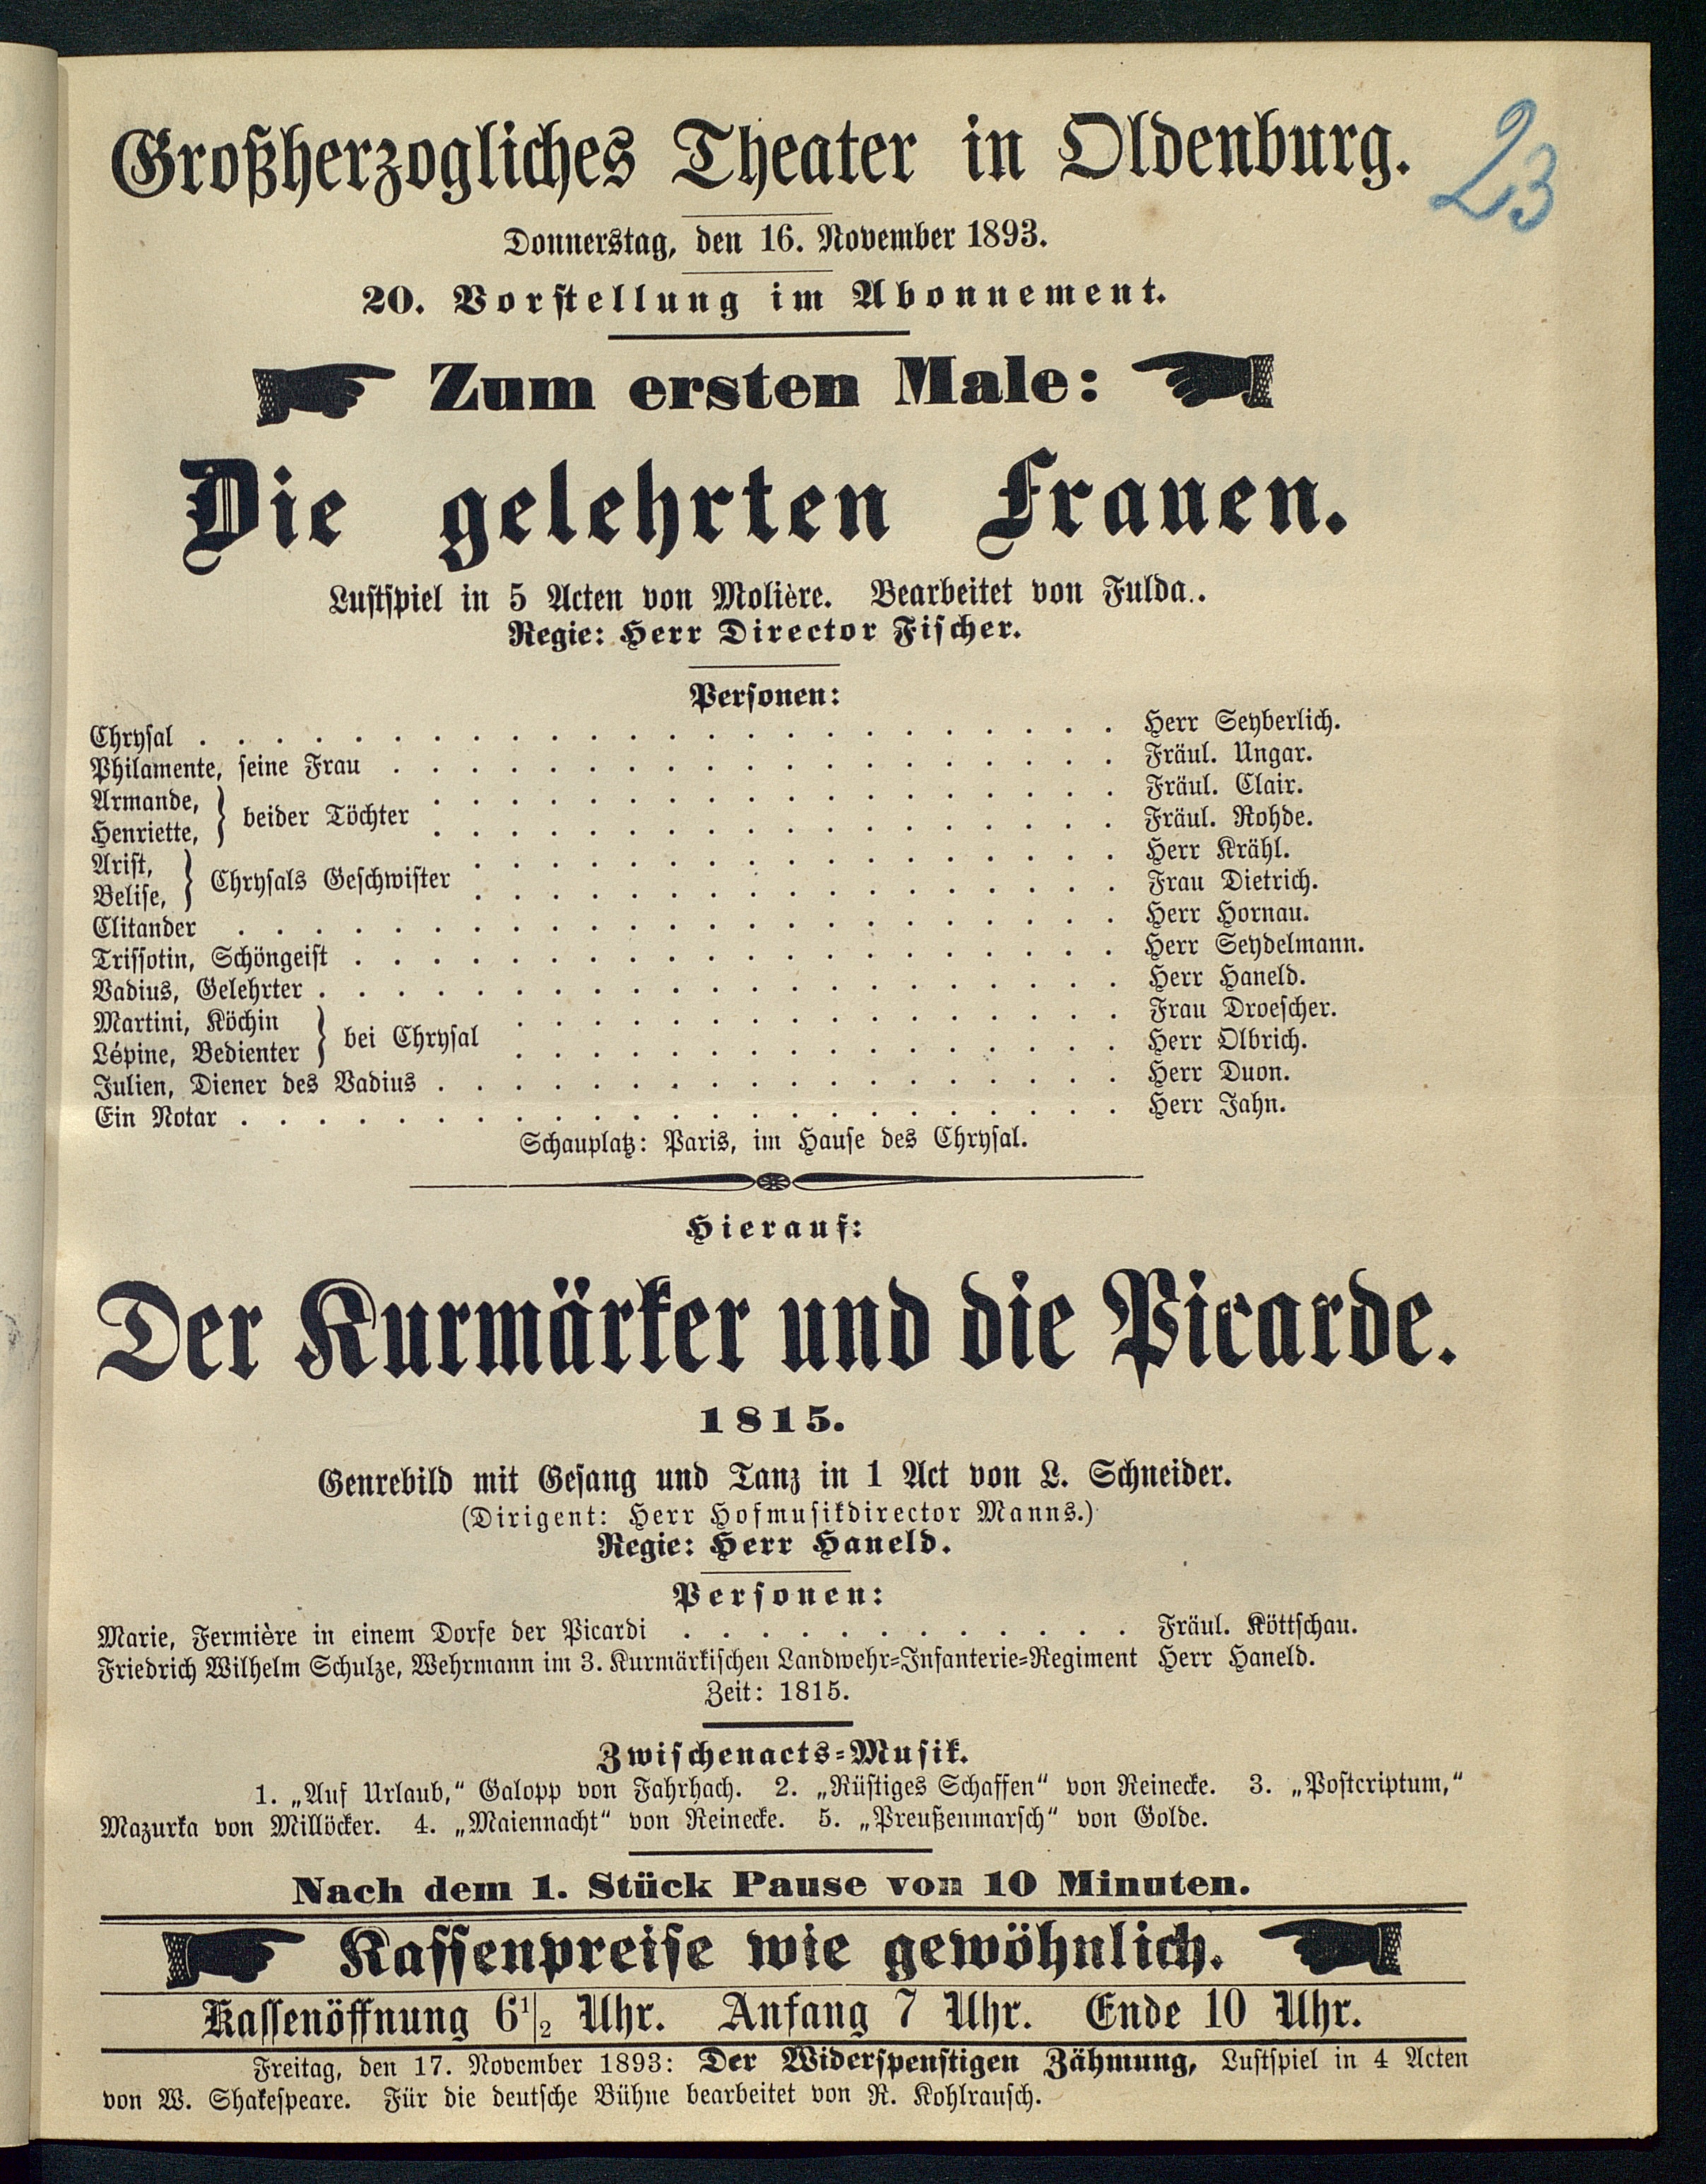 Großherzogliches Theater in Oldenburg.
23
Donnerstag, den 16. November 1893.
20. Vorstellung im Abonnement.
Zum ersten Male:
Die gelehrten Frauen.
Lustspiel in 5 Acten von Molière. Bearbeitet von Fulda..
Regie: Herr Director Fischer.
Personen:
Chrysal . . . . . . . . . . Herr Seyberlich.
Philamente, seine Frau . . . . . . . . . . Fräul. Ungar.
Armande, } beider Töchter . . . . . . . . . . Fräul. Clair.
Henriette, } . . . . . . . . . . Fräul. Rohde.
Arist, } Chrysals Geschwister . . . . . . . . . . Herr Krähl.
Belise, } . . . . . . . . . . Frau Dietrich.
Clitander . . . . . . . . . . Herr Hornau.
Trissotin, Schöngeist . . . . . . . . . . Herr Seydelmann.
Vadius, Gelehrter . . . . . . . . . . Herr Haneld.
Martini, Köchin } bei Chrysal . . . . . . . . . . Frau Droescher.
Lépine, Bedienter } . . . . . . . . . . Herr Olbrich.
Julien, Diener des Vadius . . . . . . . . . . Herr Duon.
Ein Notar . . . . . . . . . . Herr Jahn.
Schauplatz: Paris, im Hause des Chrysal.
Hierauf:
Der Kurmärker und die Picarde.
1815.
Genrebild mit Gesang und Tanz in 1 Act von L. Schneider.
(Dirigent: Herr Hofmusikdirector Manns.)
Regie: Herr Haneld.
Personen:
Marie, Fermière in einem Dorfe der Picardi . . . . . . . . . . Fräul. Köttschau.
Friedrich Wilhelm Schulze, Wehrmann im 3. Kurmärkischen Landwehr-Infanterie-Regiment Herr Haneld.
Zeit: 1815.
Zwischenacts-Musik.
1. „Auf Urlaub,“ Galopp von Fahrhach. 2. „Rüstiges Schaffen“ von Reinecke. 3. „Postcriptum,“
Mazurka von Millöcker. 4. „Maiennacht“ von Reinecke. 5. „Preußenmarsch“ von Golde.
Nach dem 1. Stück Pause von 10 Minuten.
Kassenpreise wie gewöhnlich.
Kassenöffnung 6 1/2 Uhr. Anfang 7 Uhr. Ende 10 Uhr.
Freitag, den 17. November 1893: Der Widerspenstigen Zähmung, Lustspiel in 4 Acten
von W. Shakespeare. Für die deutsche Bühne bearbeitet von R. Kohlrausch.